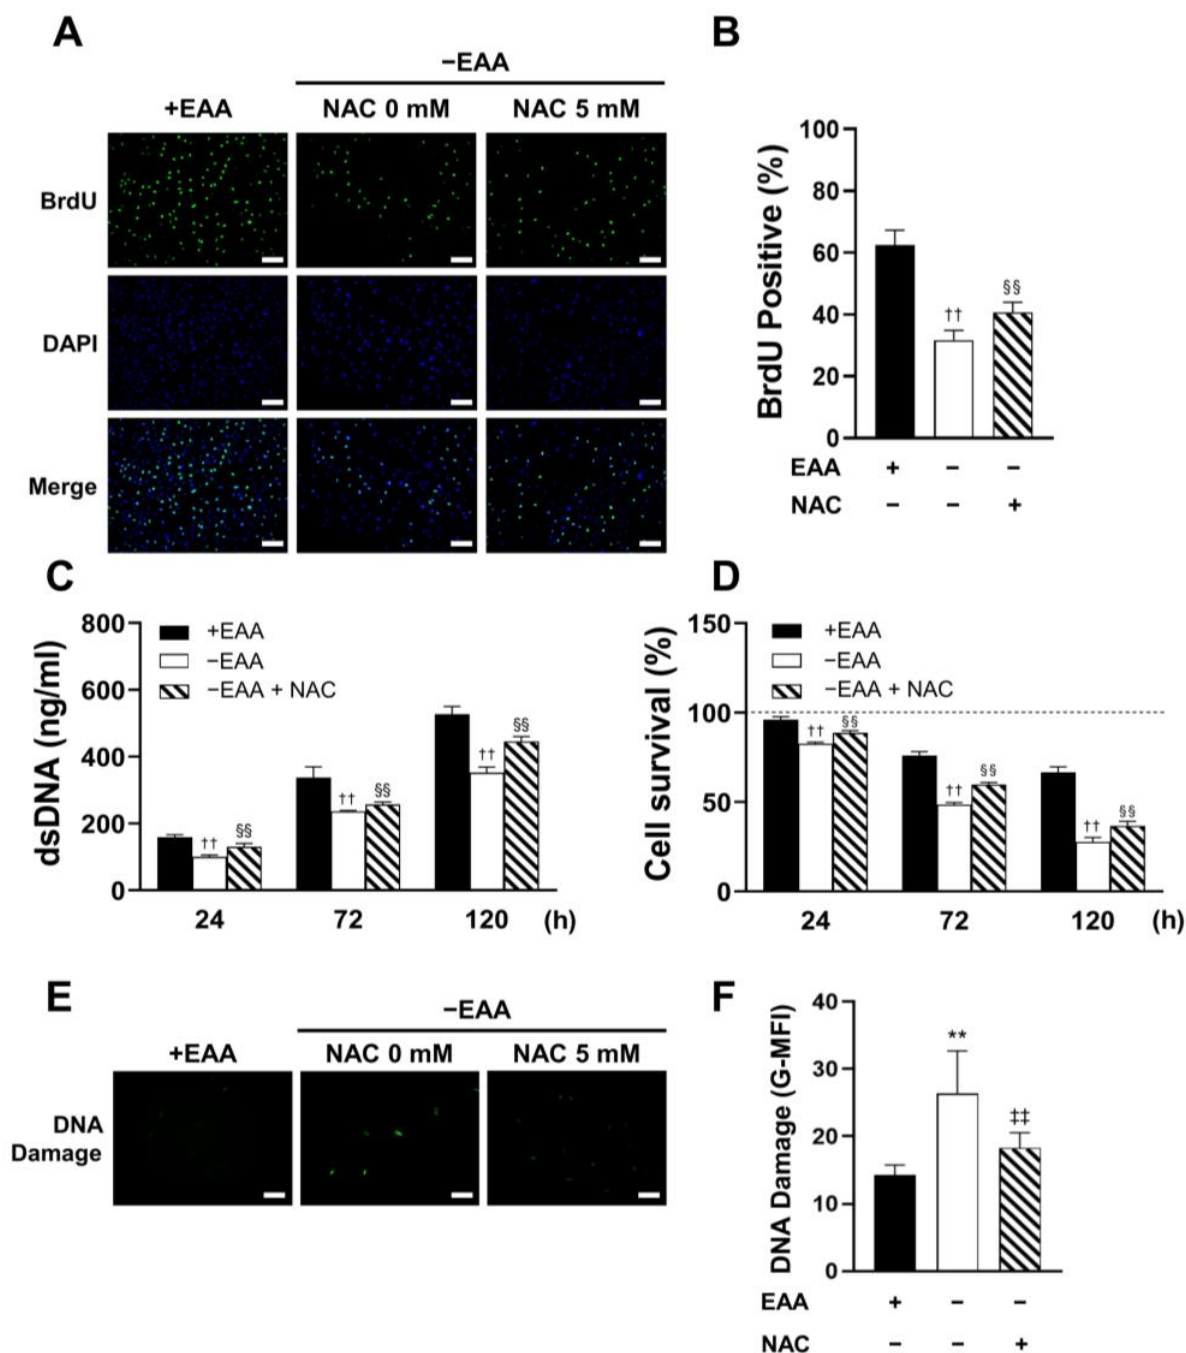 A
−EAA
+EAA
NAC 0 mM
NAC 5 mM
BrdU
DAPI
Merge
B
BrdU Positive (%)
100
80
60
40
20
0
††
§§
EAA + − −
NAC − − +
C
dsDNA (ng/ml)
800
600
400
200
0
+EAA
−EAA
−EAA + NAC
††
§§
††
§§
††
§§
24 72 120 (h)
D
Cell survival (%)
150
100
50
0
+EAA
−EAA
−EAA + NAC
††
§§
††
§§
††
§§
24 72 120 (h)
E
−EAA
+EAA
NAC 0 mM
NAC 5 mM
DNA
Damage
F
DNA Damage (G-MFI)
40
30
20
10
0
**
‡‡
EAA + − −
NAC − − +